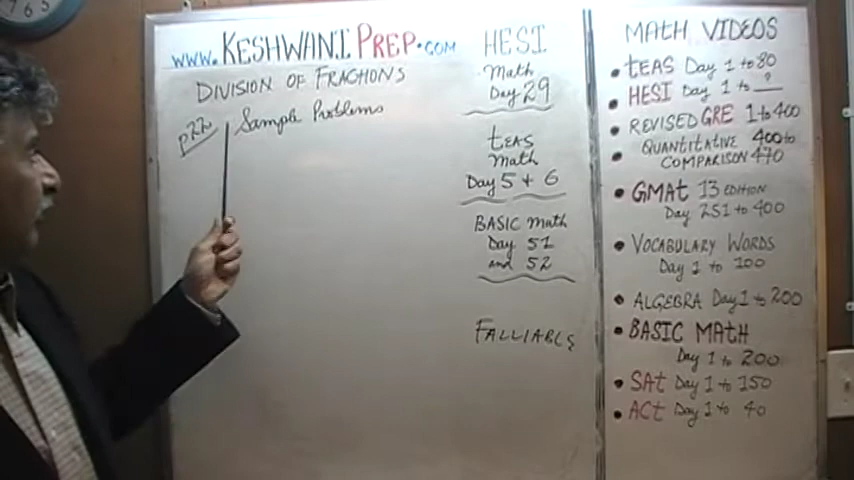 www.KESHWANIPREP.COM
DIVISION OF FRACTIONS
P22
Sample Problems
HESI
Math
Day 29
TEAS
Math
Day 5 + 6
BASIC Math
Day 51
and 52
FALLIABLE
MATH VIDEOS
• TEAS Day 1 to 80
• HESI Day 1 to ?
• REVISED GRE 1 to 400
• QUANTITATIVE 400 to
COMPARISON 470
• GMAT 13 EDITION
Day 251 to 400
• VOCABULARY WORDS
Day 1 to 100
• ALGEBRA Day 1 to 200
• BASIC MATH
Day 1 to 200
• SAT Day 1 to 150
• ACT Day 1 to 40
7 6 5